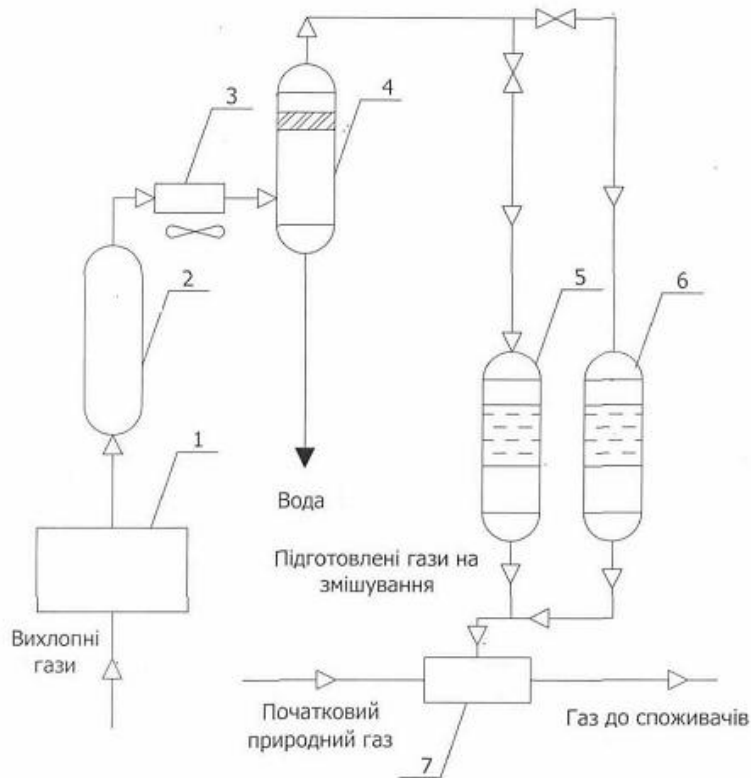 3
4
2
5
6
1
Вода
Підготовлені гази на
змішування
Вихлопні
гази
Початковий
природний газ
Газ до споживачів
7